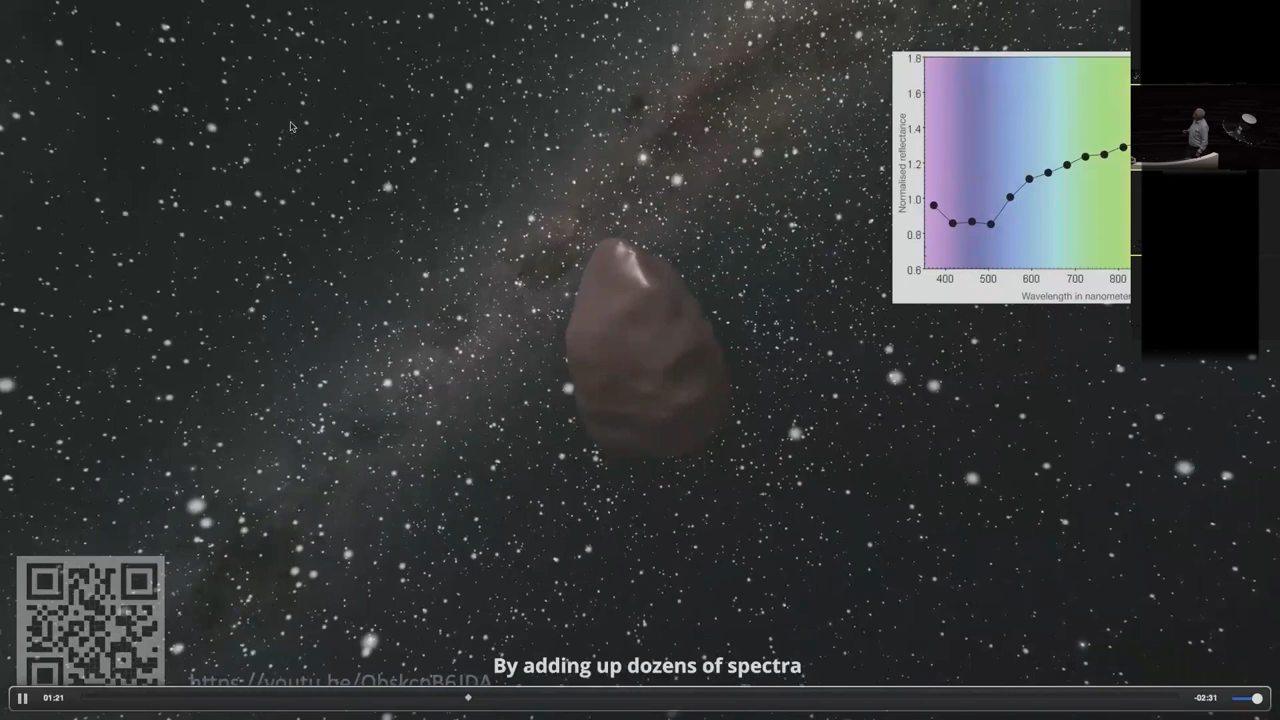 1.8
1.6
1.4
1.2
1.0
0.8
0.6
Normalised reflectance
400 500 600 700 800
Wavelength in nanometer
By adding up dozens of spectra
01:21
-02:31